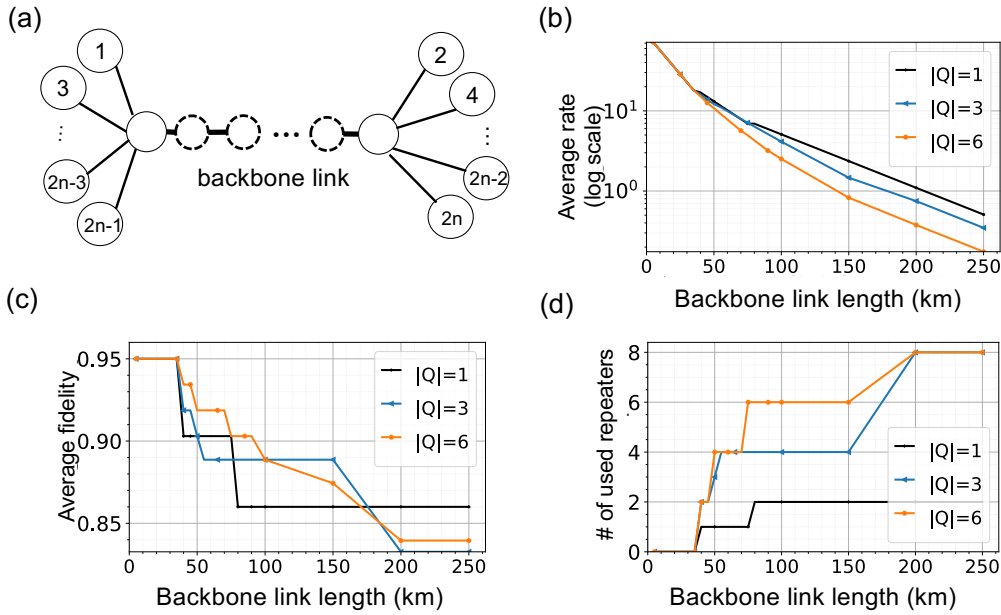 (a)
1
3
⋮
2n-3
2n-1
...
backbone link
2
4
⋮
2n-2
2n
(b)
Average rate
(log scale)
10¹
10⁰
0
50
100
150
200
250
Backbone link length (km)
|Q|=1
|Q|=3
|Q|=6
(c)
Average fidelity
0.95
0.90
0.85
0
50
100
150
200
250
Backbone link length (km)
|Q|=1
|Q|=3
|Q|=6
(d)
# of used repeaters
8
6
4
2
0
0
50
100
150
200
250
Backbone link length (km)
|Q|=1
|Q|=3
|Q|=6